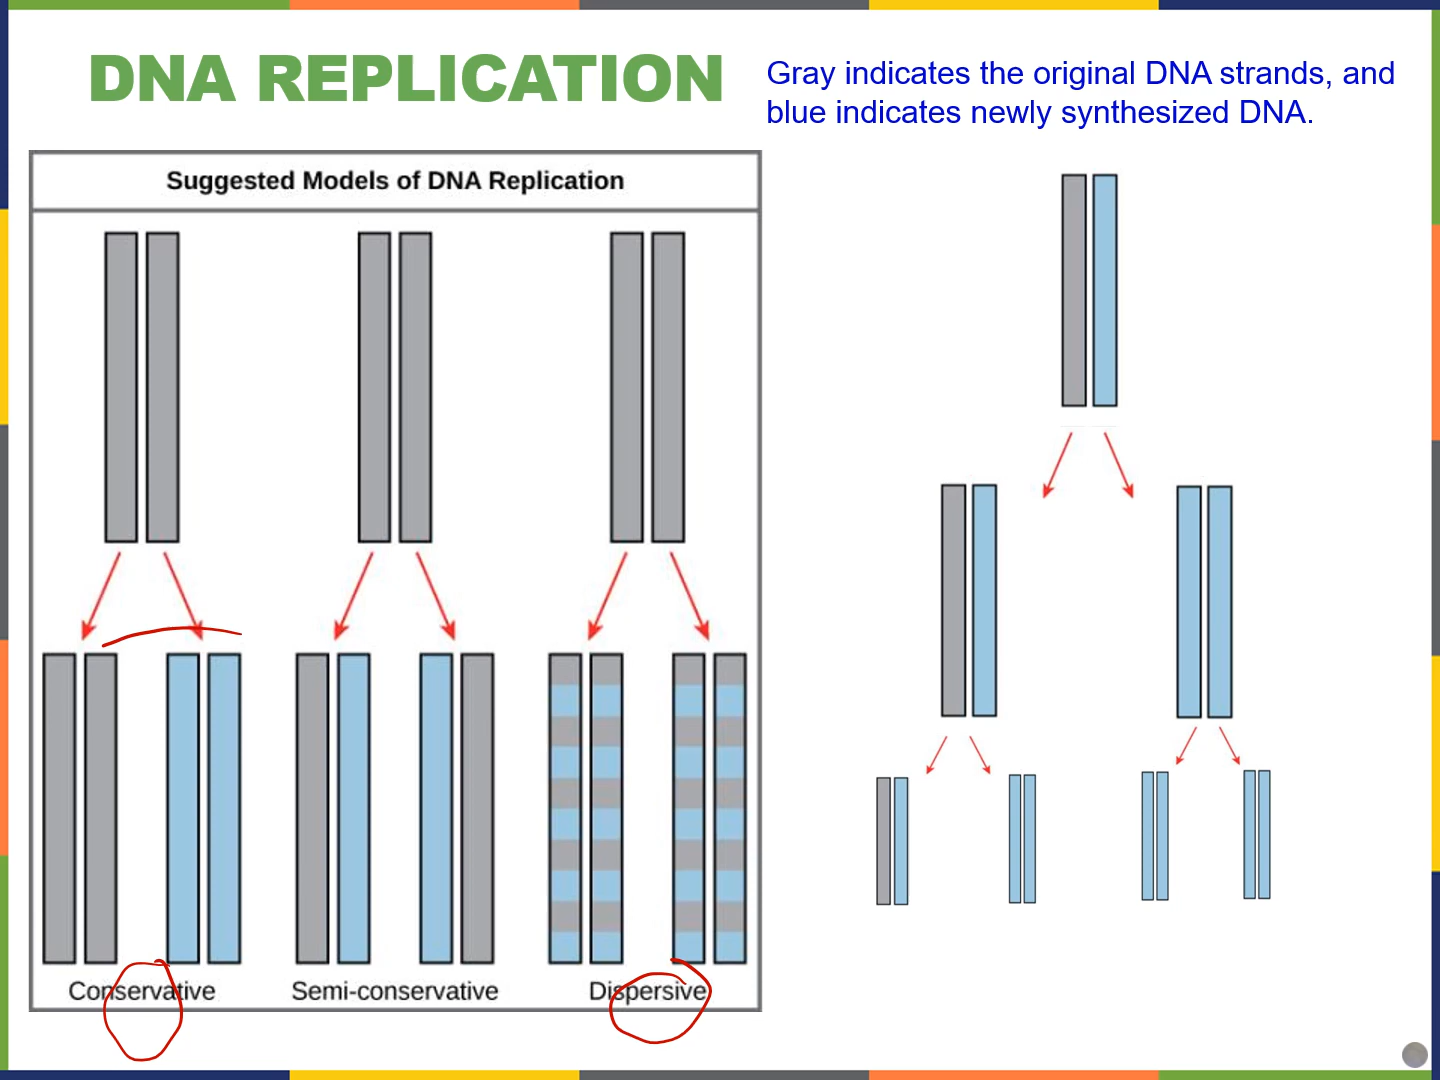 DNA REPLICATION
Gray indicates the original DNA strands, and
blue indicates newly synthesized DNA.
Suggested Models of DNA Replication
Conservative
Semi-conservative
Dispersive